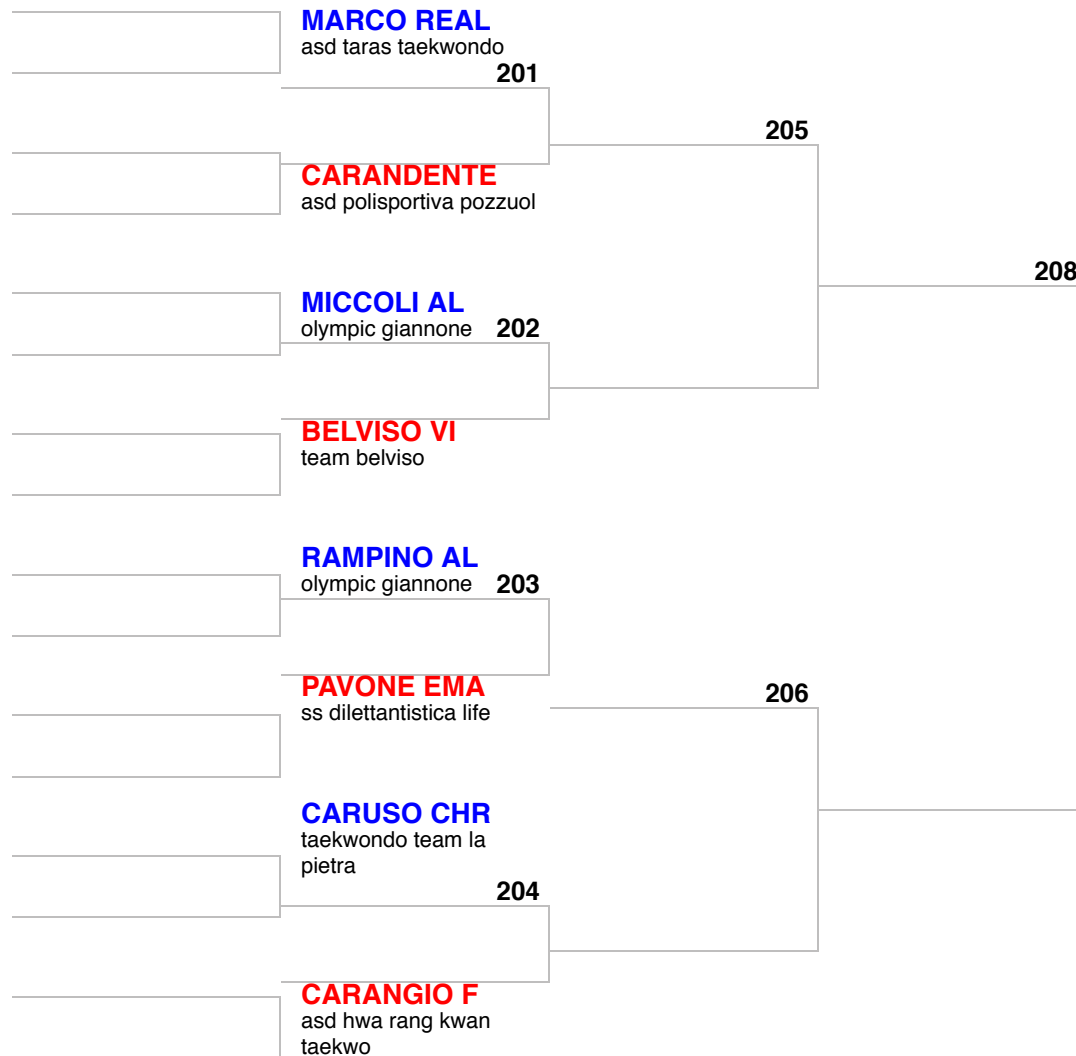 MARCO REAL
asd taras taekwondo
201
205
CARANDENTE
asd polisportiva pozzuol
208
MICCOLI AL
olympic giannone
202
BELVISO VI
team belviso
RAMPINO AL
olympic giannone
203
PAVONE EMA
ss dilettantistica life
206
CARUSO CHR
taekwondo team la
pietra
204
CARANGIO F
asd hwa rang kwan
taekwo